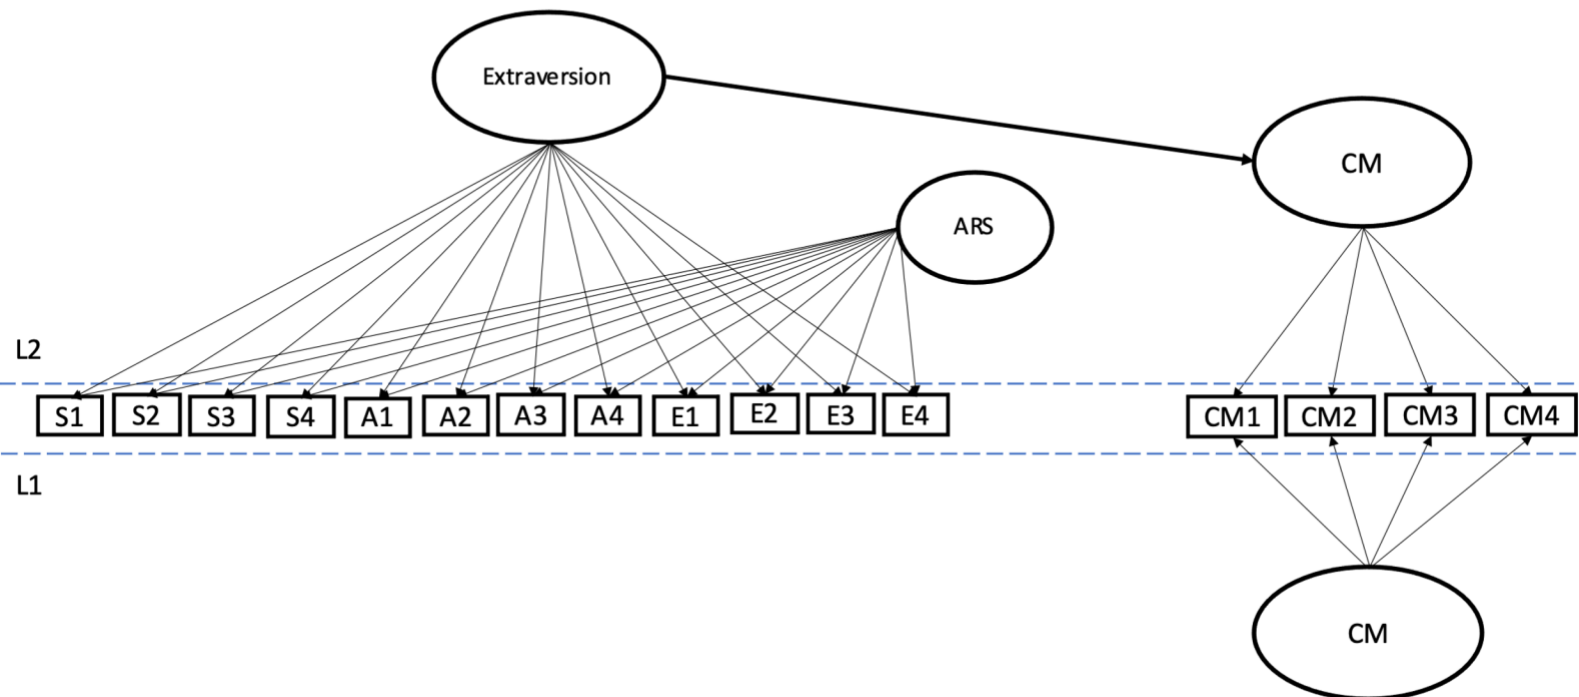 Extraversion
CM
ARS
L2
S1 S2 S3 S4 A1 A2 A3 A4 E1 E2 E3 E4 CM1 CM2 CM3 CM4
L1
CM